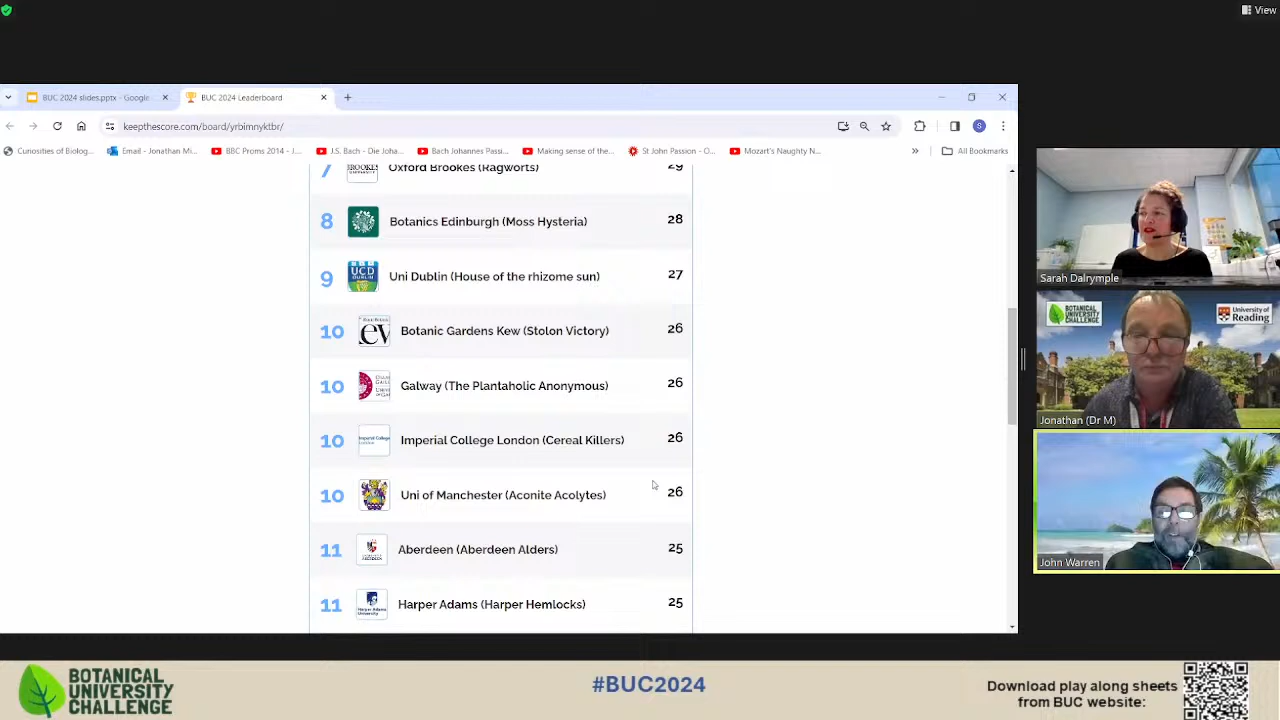 View
BUC 2024 slides.pptx - Google
BUC 2024 Leaderboard
keepthescore.com/board/yrbimnyktbr/
Curiosities of Biolog...
Email - Jonathan Mi...
BBC Proms 2014 - J...
J.S. Bach - Die Joha...
Bach Johannes Passi...
Making sense of the...
St John Passion - O...
Mozart's Naughty N...
All Bookmarks
7 Oxford Brookes (Ragworts) 29
8 Botanics Edinburgh (Moss Hysteria) 28
9 UCD DUBLIN Uni Dublin (House of the rhizome sun) 27
10 Botanic Gardens Kew (Stolon Victory) 26
10 Galway (The Plantaholic Anonymous) 26
10 Imperial College London (Cereal Killers) 26
10 Uni of Manchester (Aconite Acolytes) 26
11 Aberdeen (Aberdeen Alders) 25
11 Harper Adams (Harper Hemlocks) 25
Sarah Dalrymple
BOTANICAL UNIVERSITY CHALLENGE
University of Reading
Jonathan (Dr M)
John Warren
BOTANICAL
UNIVERSITY
CHALLENGE
#BUC2024
Download play along sheets
from BUC website: